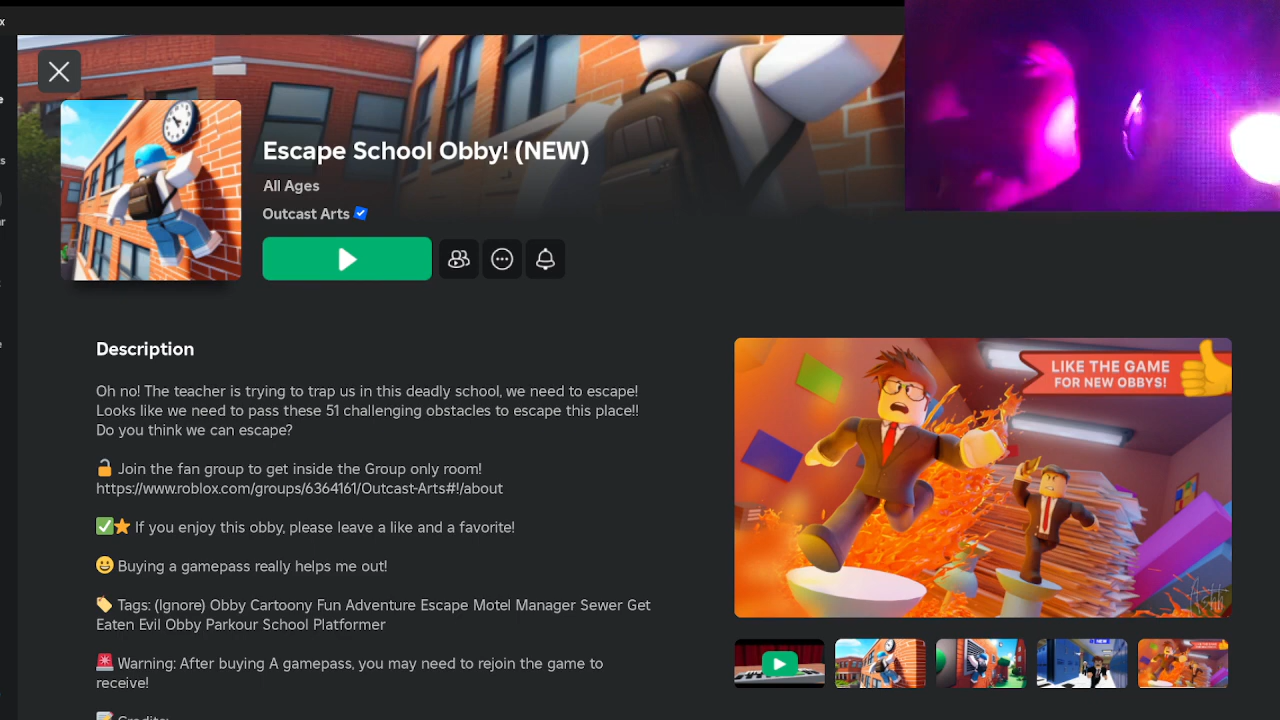 Escape School Obby! (NEW)
All Ages
Outcast Arts
Description
Oh no! The teacher is trying to trap us in this deadly school, we need to escape!
Looks like we need to pass these 51 challenging obstacles to escape this place!!
Do you think we can escape?
🔓 Join the fan group to get inside the Group only room!
https://www.roblox.com/groups/6364161/Outcast-Arts#!/about
✅⭐ If you enjoy this obby, please leave a like and a favorite!
😀 Buying a gamepass really helps me out!
🏷️ Tags: (Ignore) Obby Cartoony Fun Adventure Escape Motel Manager Sewer Get
Eaten Evil Obby Parkour School Platformer
🚨 Warning: After buying A gamepass, you may need to rejoin the game to
receive!
LIKE THE GAME
FOR NEW OBBYS!